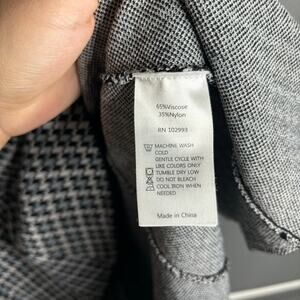 65%Viscose
35%Nylon
RN 102993
MACHINE WASH
COLD
GENTLE CYCLE WITH
LIKE COLORS ONLY
TUMBLE DRY LOW
DO NOT BLEACH
COOL IRON WHEN
NEEDED
Made in China